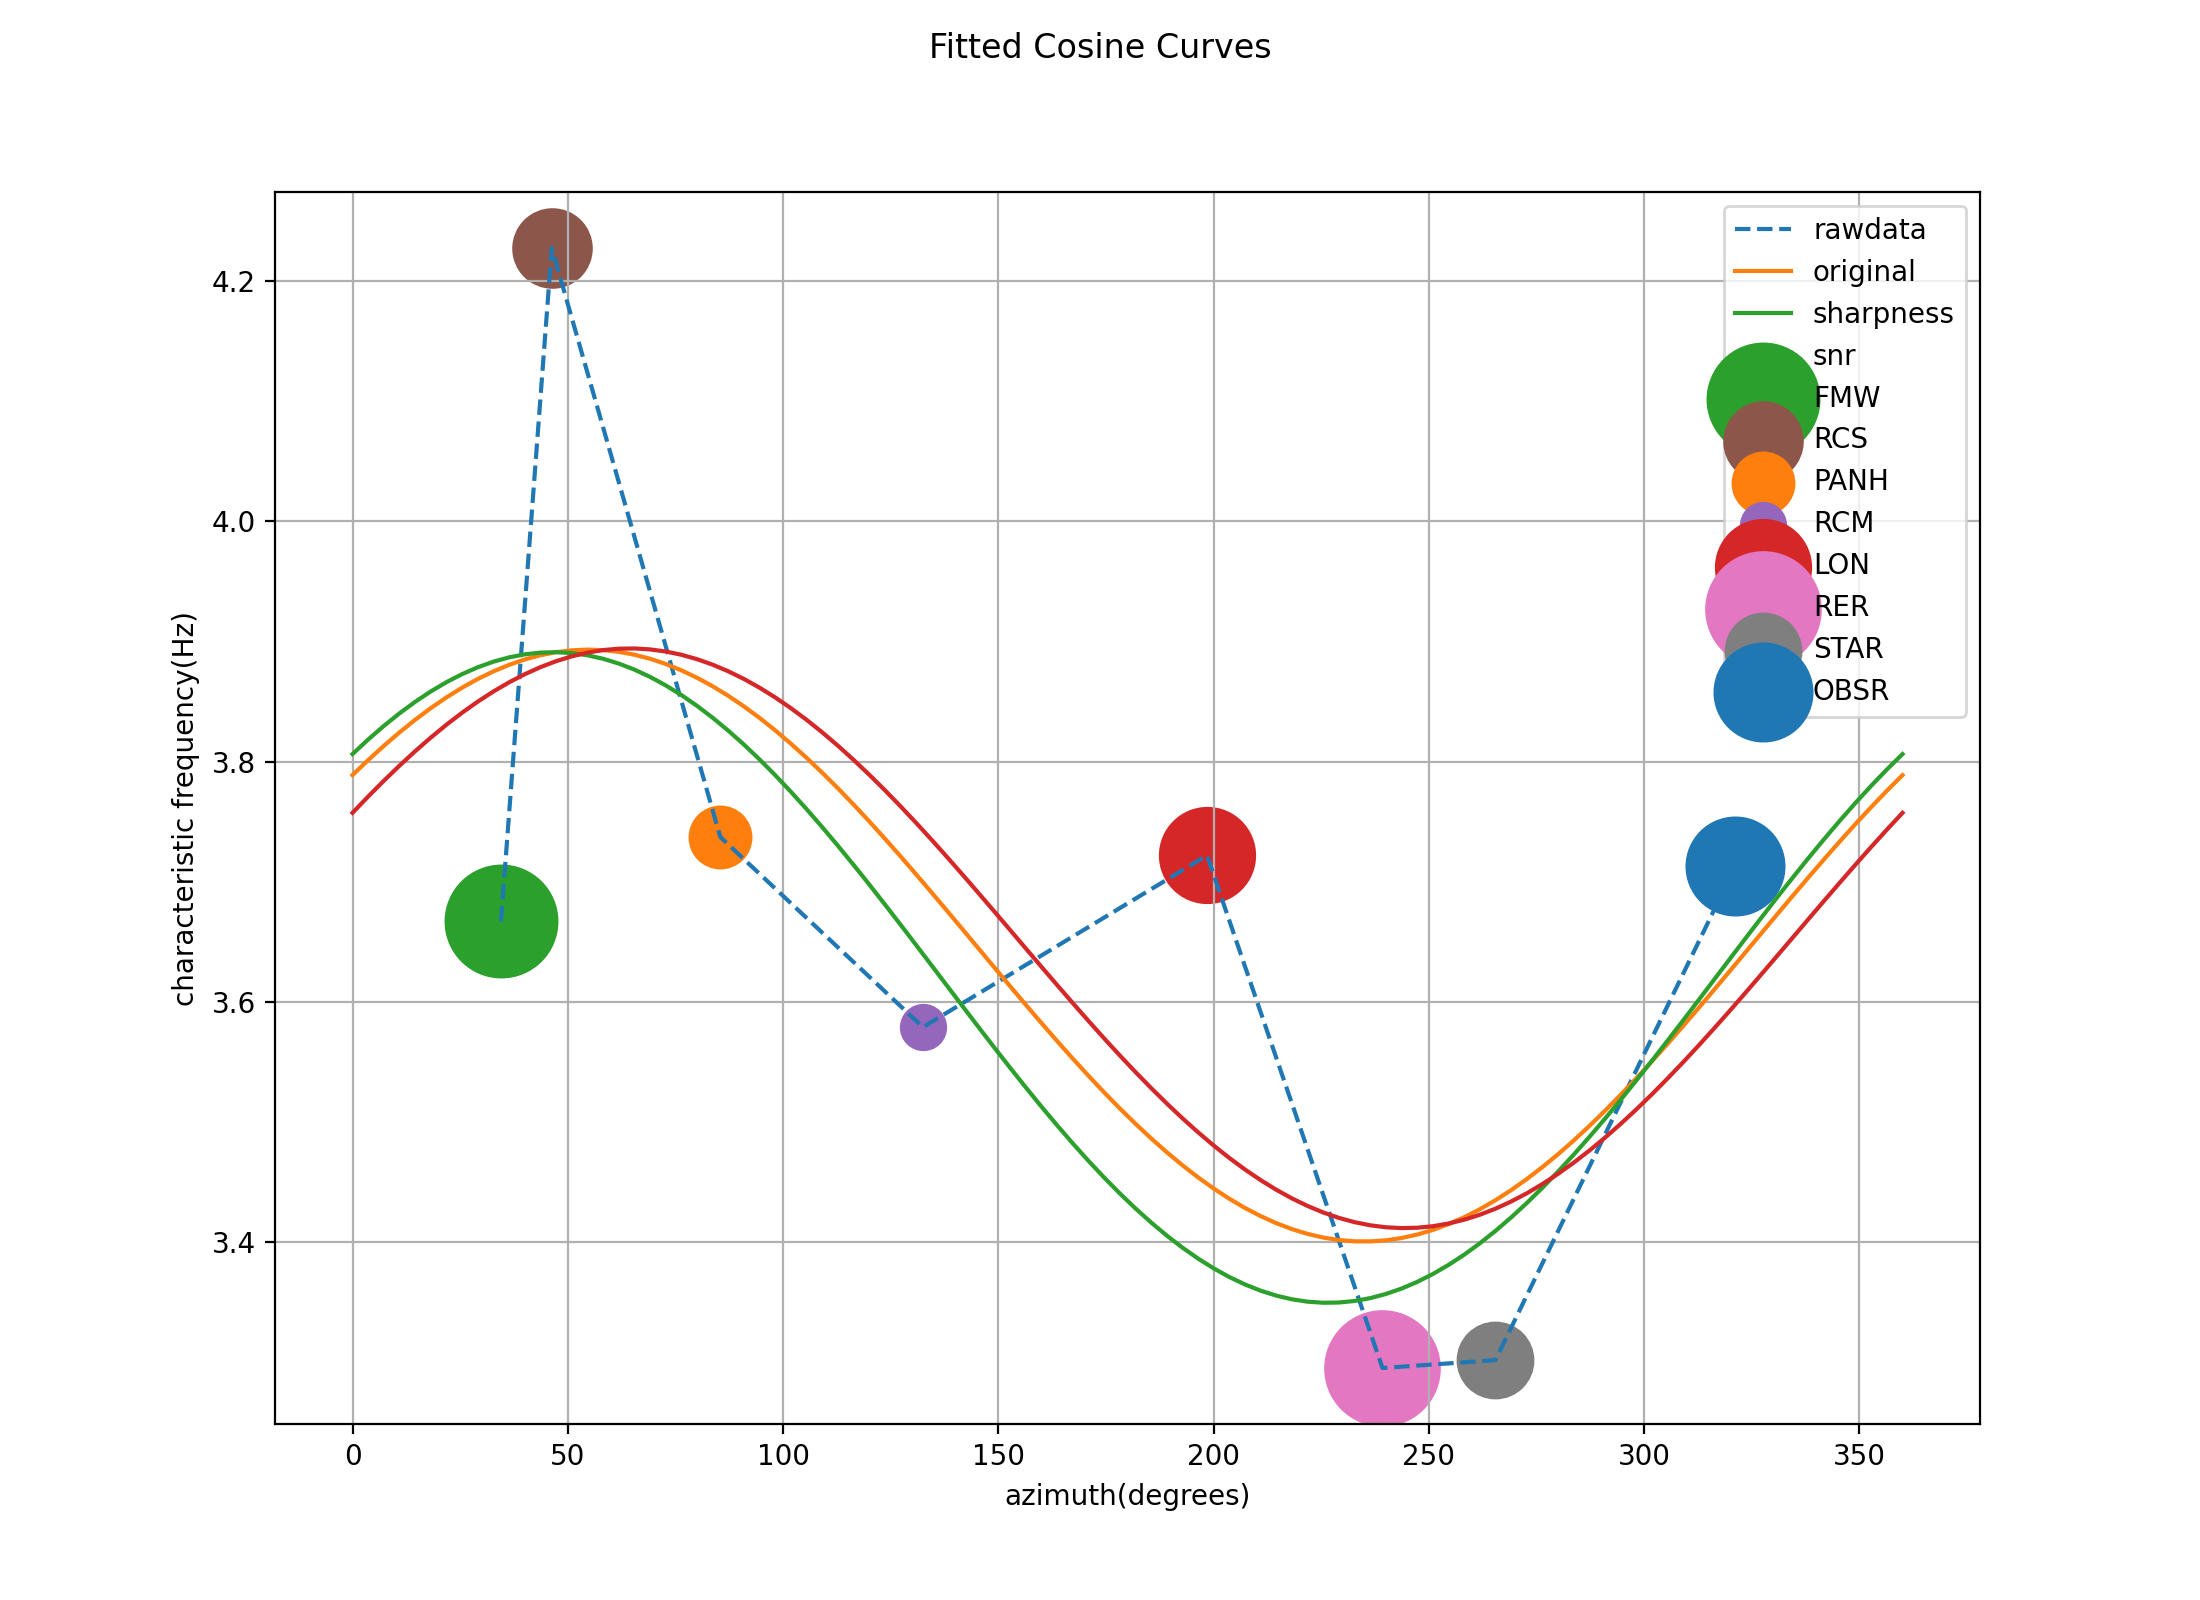 Fitted Cosine Curves
rawdata
original
sharpness
snr
FMW
RCS
PANH
RCM
LON
RER
STAR
OBSR
characteristic frequency(Hz)
4.2
4.0
3.8
3.6
3.4
0 50 100 150 200 250 300 350
azimuth(degrees)